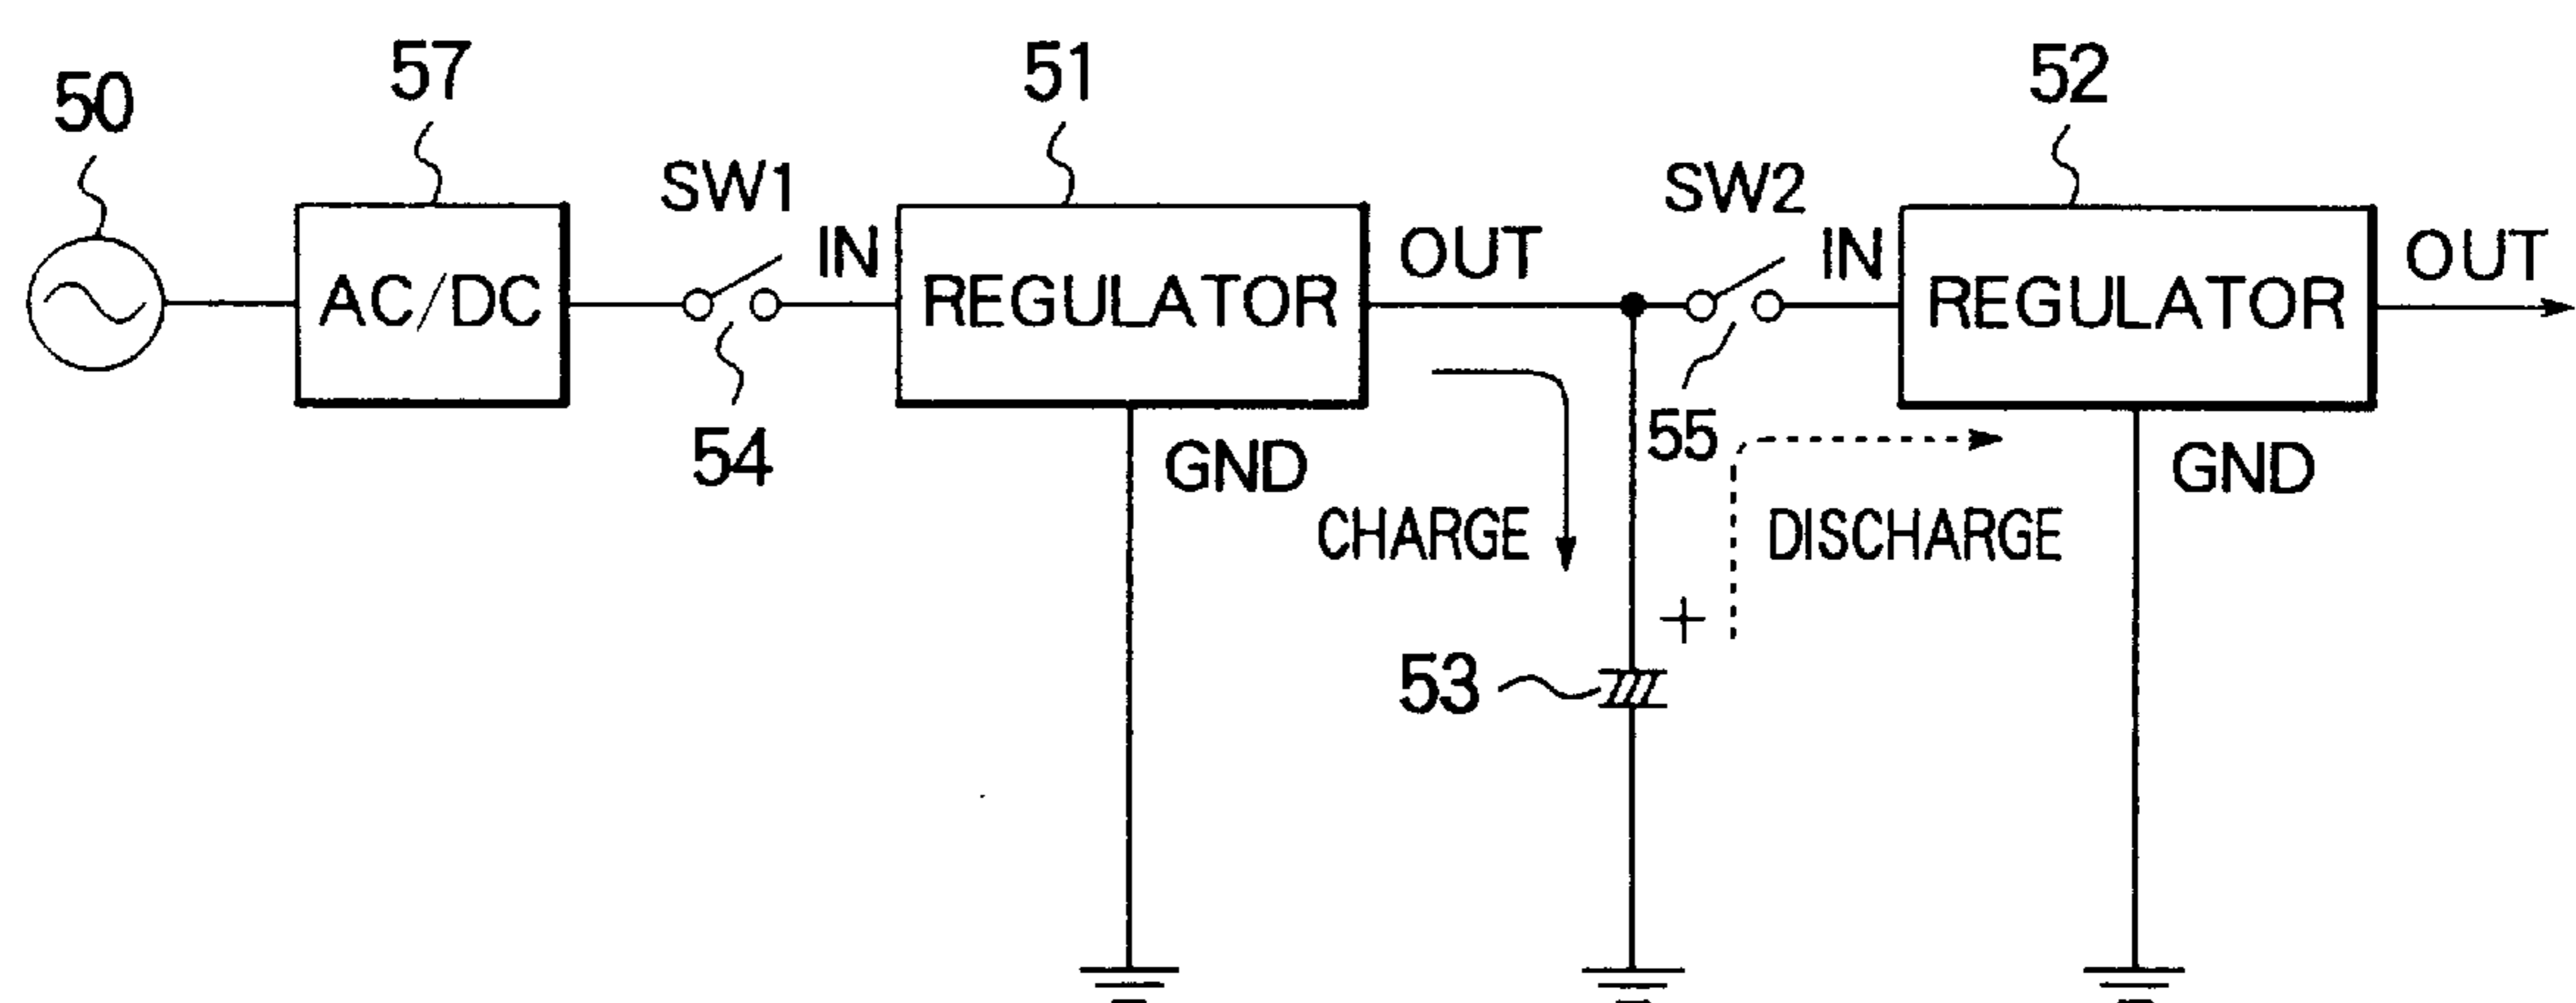 50
57
51
52
SW1
IN
OUT
SW2
IN
OUT
AC/DC
REGULATOR
REGULATOR
54
GND
55
GND
CHARGE
DISCHARGE
+
53